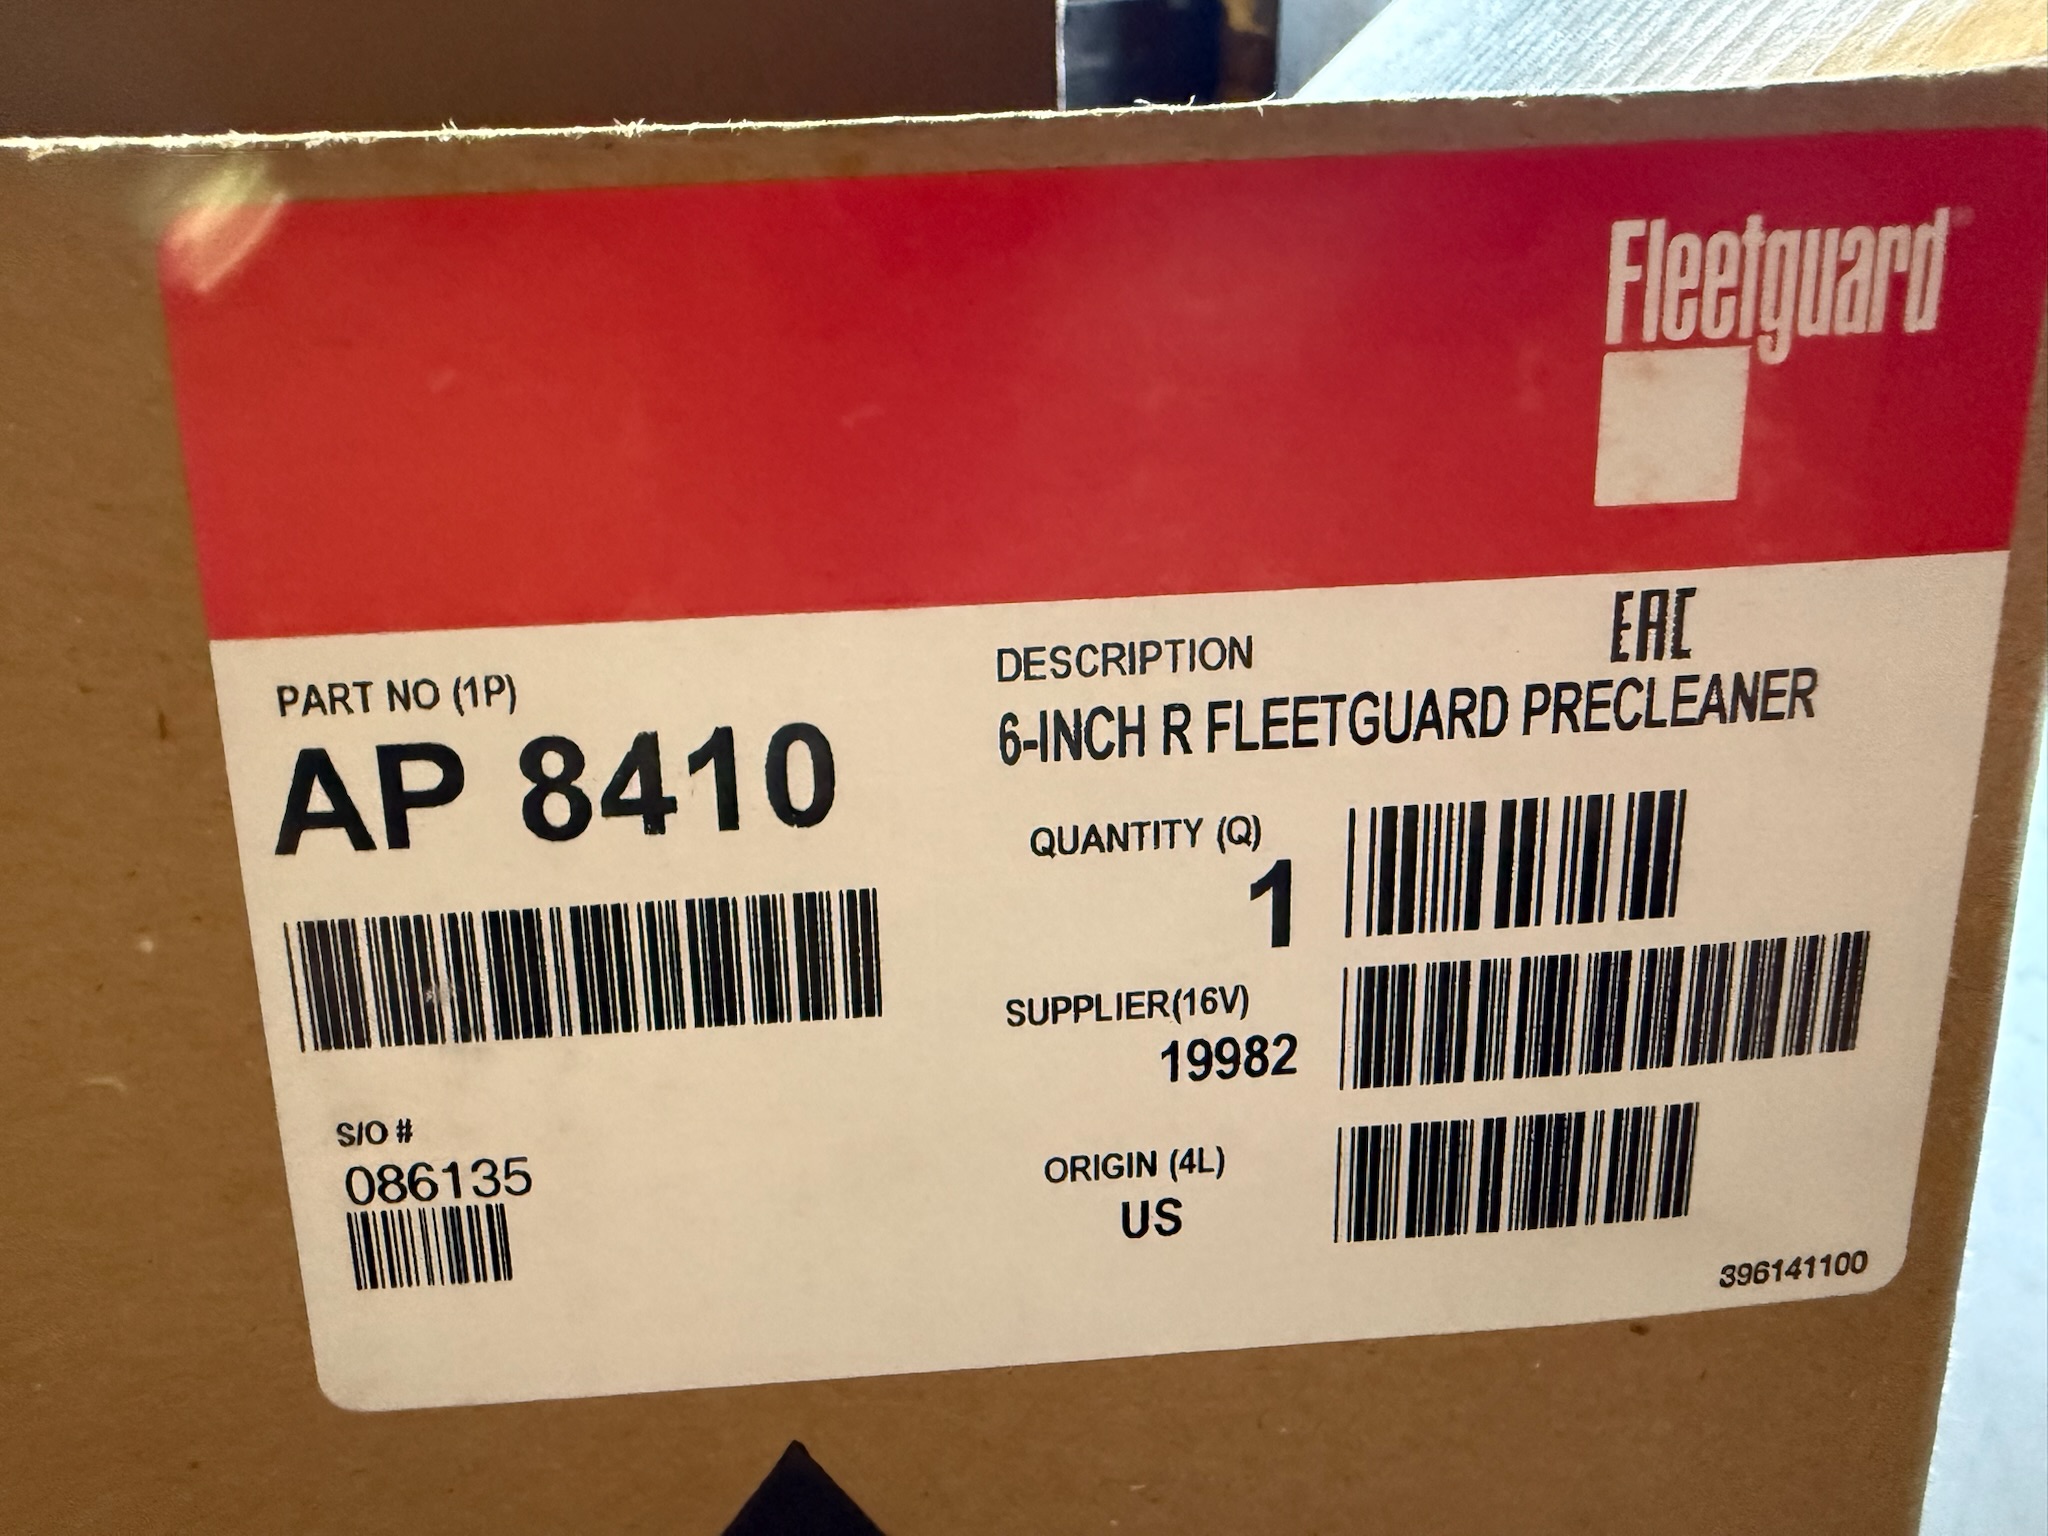 Fleetguard®
PART NO (1P)
AP 8410
S/O #
086135
DESCRIPTION
EAC
6-INCH R FLEETGUARD PRECLEANER
QUANTITY (Q)
1
SUPPLIER(16V)
19982
ORIGIN (4L)
US
396141100